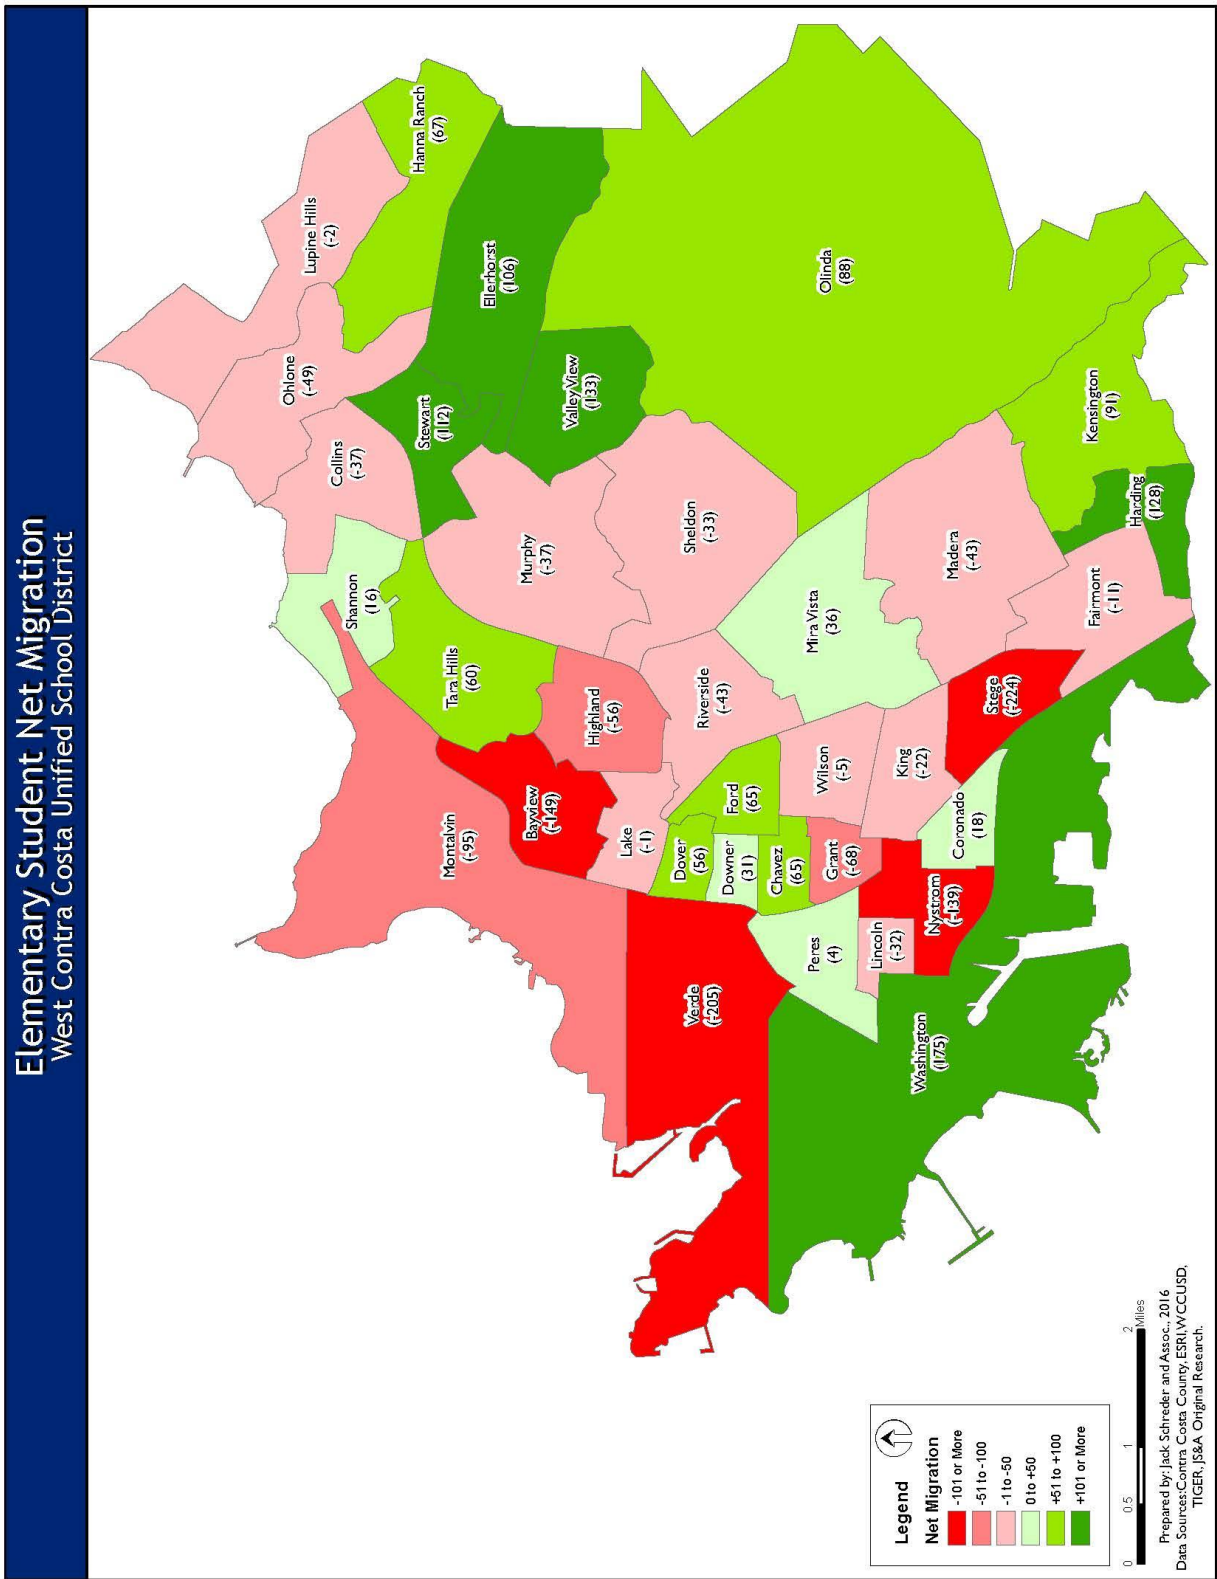 Elementary Student Net Migration
West Contra Costa Unified School District
Lupine Hills
(-2)
Hanna Ranch
(67)
Ohlone
(-49)
Ellerhorst
(106)
Collins
(-37)
Stewart
(112)
Valley View
(133)
Olinda
(88)
Shannon
(16)
Tara Hills
(60)
Murphy
(-37)
Sheldon
(-33)
Mira Vista
(36)
Madera
(-43)
Kensington
(91)
Harding
(128)
Fairmont
(-11)
Montalvin
(-95)
Bayview
(-149)
Highland
(-56)
Riverside
(-43)
Lake
(-1)
Ford
(65)
Wilson
(-5)
King
(-22)
Stege
(-224)
Dover
(56)
Downer
(31)
Chavez
(65)
Grant
(-68)
Coronado
(18)
Nystrom
(-139)
Peres
(4)
Lincoln
(-32)
Verde
(-205)
Washington
(175)
Legend
Net Migration
-101 or More
-51 to -100
-1 to -50
0 to +50
+51 to +100
+101 or More
0 0.5 1 2
Miles
Prepared by: Jack Schreder and Assoc., 2016
Data Sources:Contra Costa County, ESRI,WCCUSD,
TIGER, JS&A Original Research.